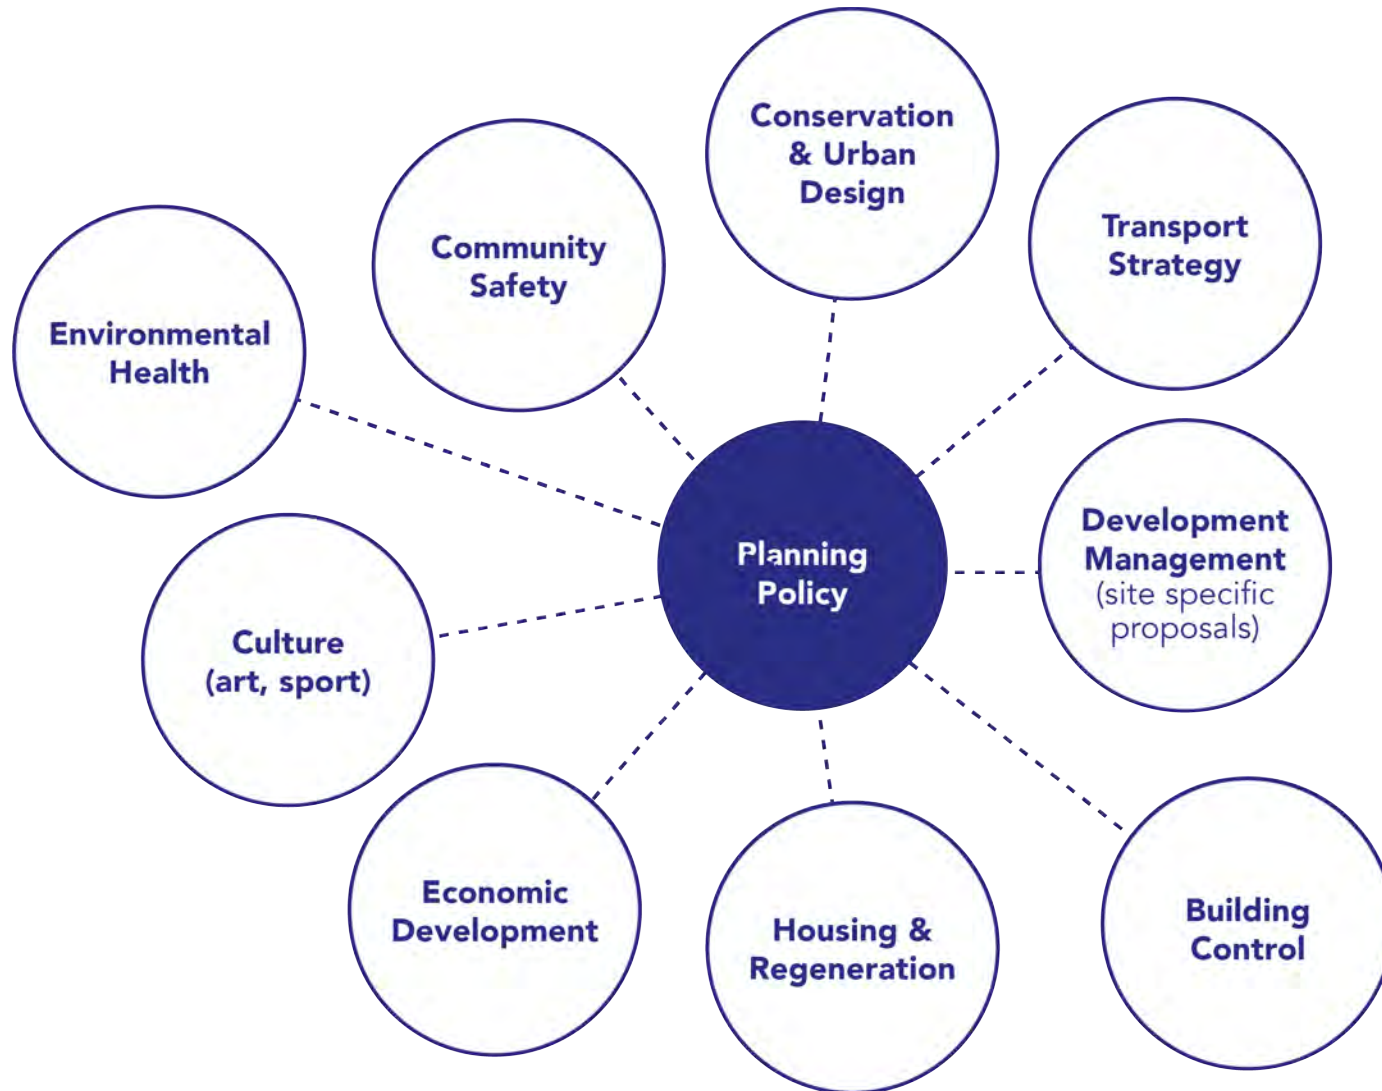 Conservation
& Urban
Design
Transport
Strategy
Community
Safety
Environmental
Health
Planning
Policy
Development
Management
(site specific
proposals)
Culture
(art, sport)
Economic
Development
Housing &
Regeneration
Building
Control